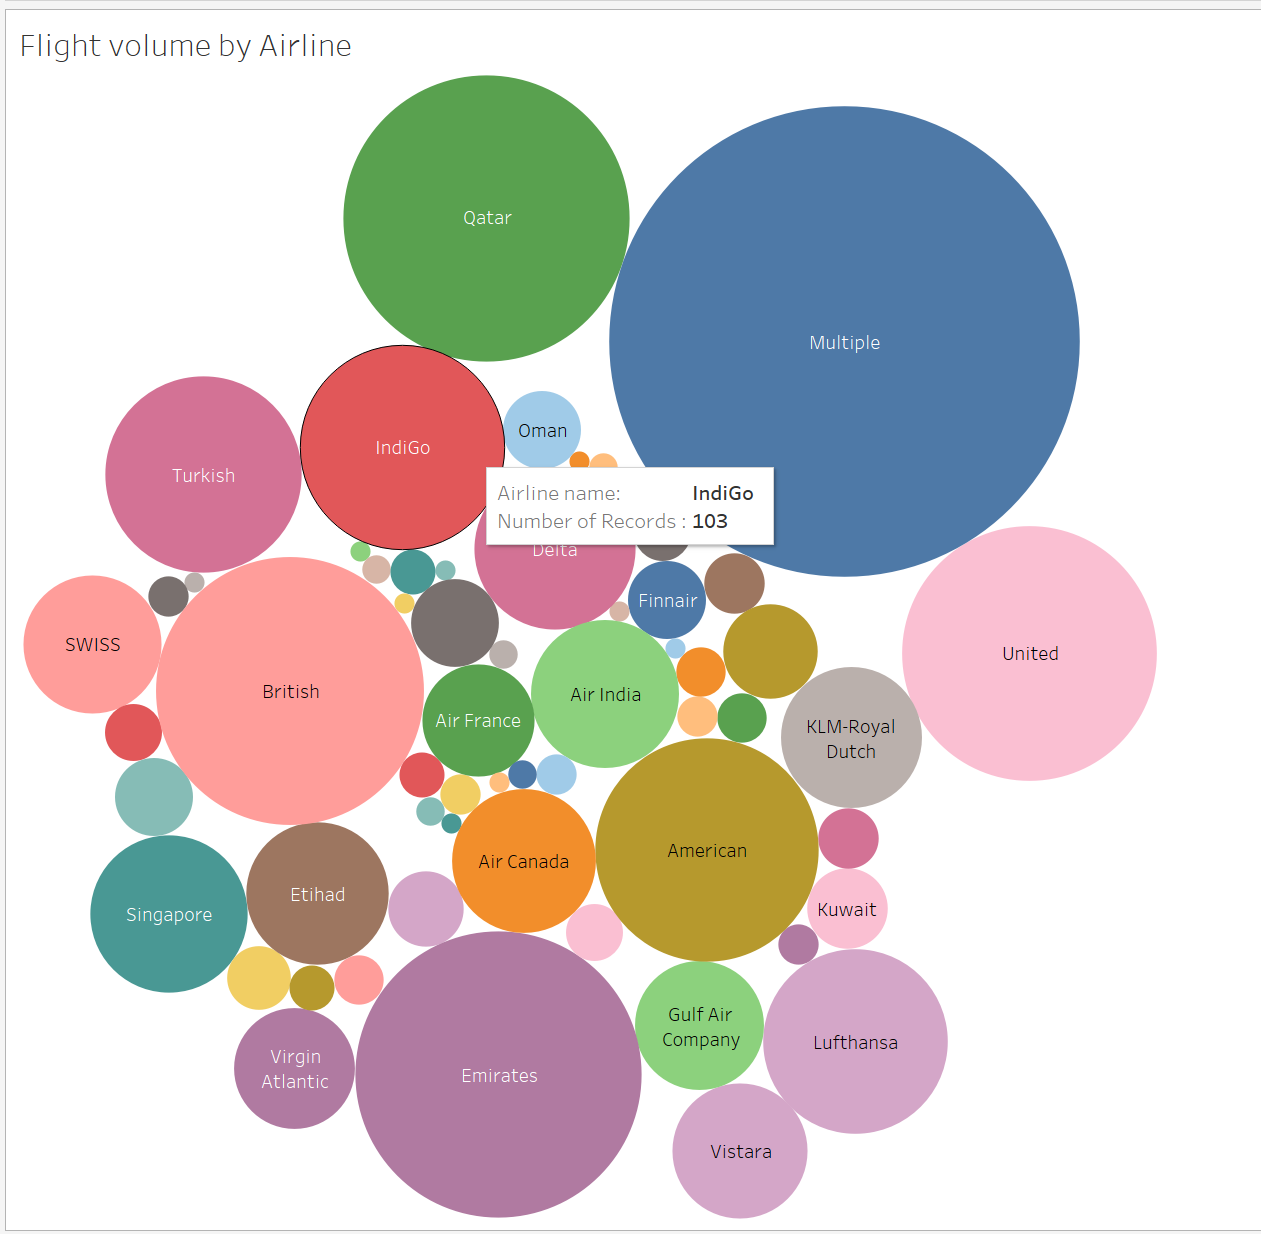 Flight volume by Airline
Qatar
Multiple
IndiGo
Oman
Turkish
Airline name: IndiGo
Number of Records : 103
Delta
Finnair
SWISS
United
British
Air India
Air France
KLM-Royal
Dutch
American
Air Canada
Etihad
Singapore
Kuwait
Gulf Air
Company
Lufthansa
Virgin
Atlantic
Emirates
Vistara